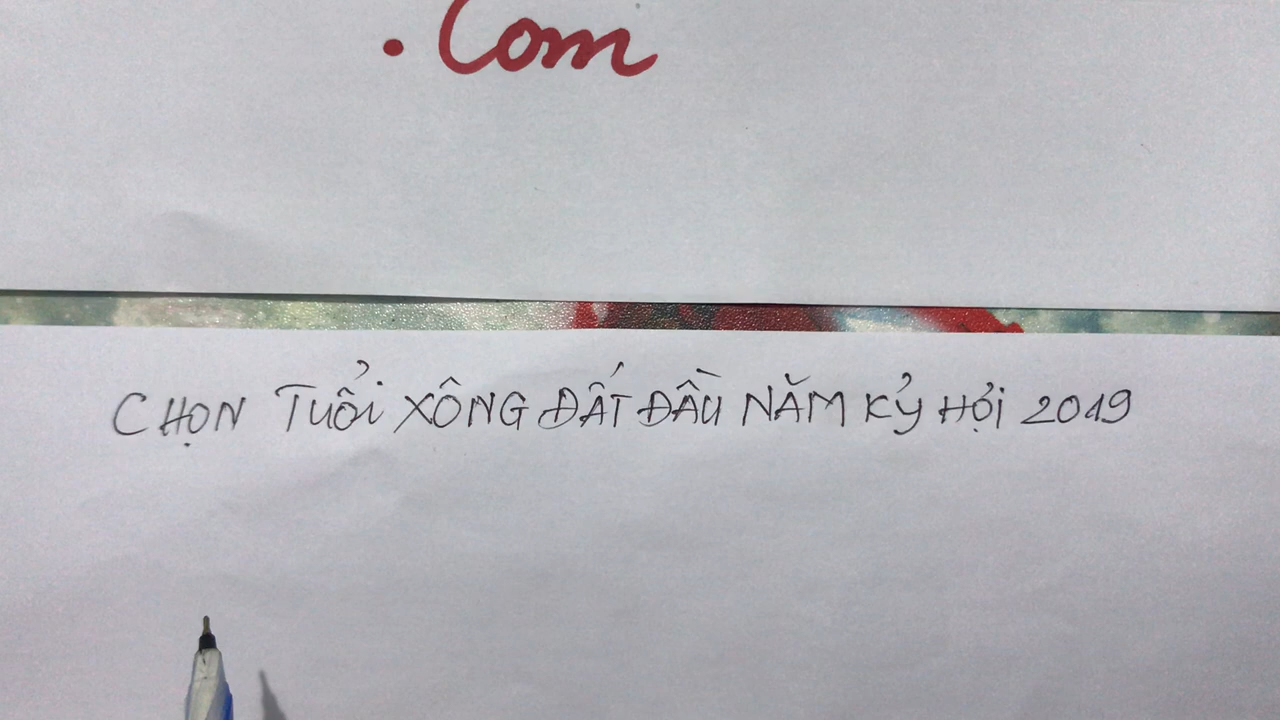 .Com
CHỌN TUỔI XÔNG ĐẤT ĐẦU NĂM KỶ HỢI 2019